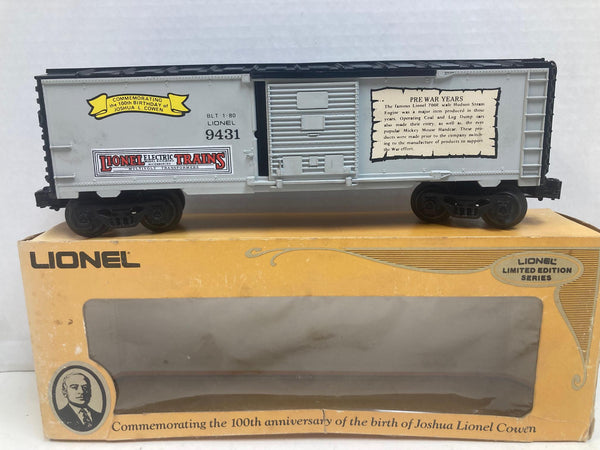 COMMEMORATING
the 100th BIRTHDAY of
JOSHUA L. COWEN
BLT 1-80
LIONEL
9431
LIONEL ELECTRIC TRAINS
MULTIVOLT TRANSFORMERS
PRE WAR YEARS
The famous Lionel 700E scale Hudson Steam
Engine was a major item produced in these
years. Operating Coal and Log Dump cars
also made their entry, as well as the ever
popular Mickey Mouse Handcar. These pro-
ducts were made prior to the company switch-
ing to the manufacture of products to support
the War effort.
LIONEL
LIONEL
LIMITED EDITION
SERIES
Commemorating the 100th anniversary of the birth of Joshua Lionel Cowen